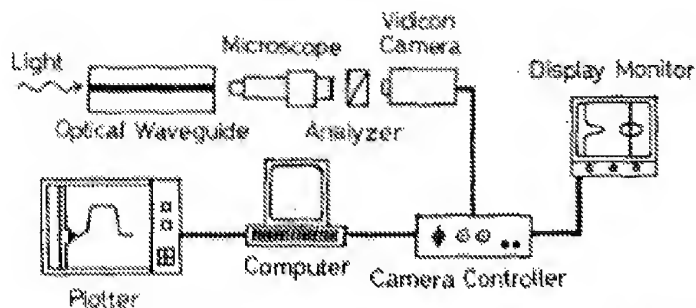 Light
Optical Waveguide
Microscope
Analyzer
Vidicon
Camera
Display Monitor
Plotter
Computer
Camera Controller